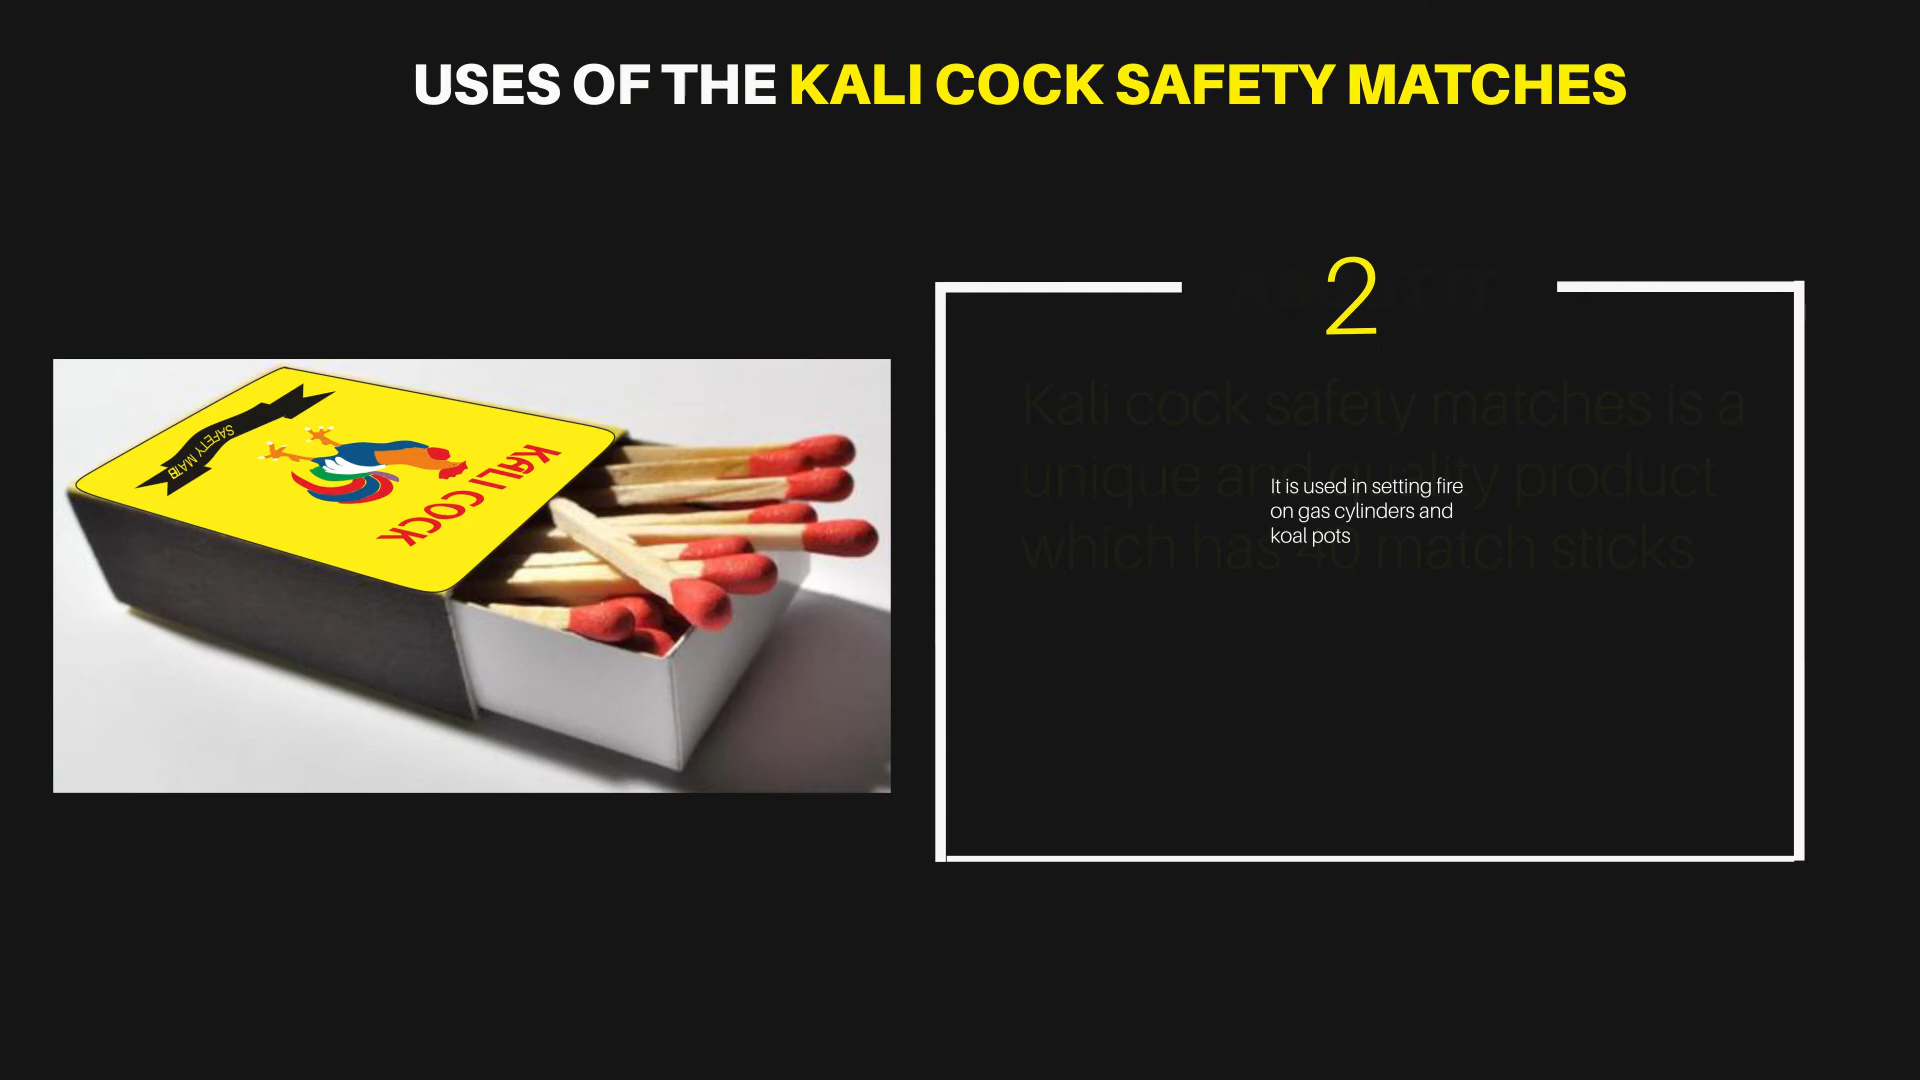 USES OF THE KALI COCK SAFETY MATCHES
2
Kali cock safety matches is a
unique and quality product
which has 40 match sticks
It is used in setting fire
on gas cylinders and
koal pots
KALI COCK
SAFETY